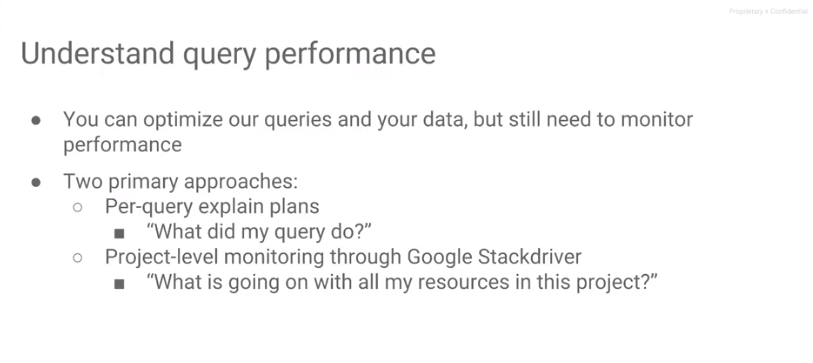 Proprietary + Confidential
Understand query performance
● You can optimize our queries and your data, but still need to monitor
performance
● Two primary approaches:
○ Per-query explain plans
■ “What did my query do?”
○ Project-level monitoring through Google Stackdriver
■ “What is going on with all my resources in this project?”